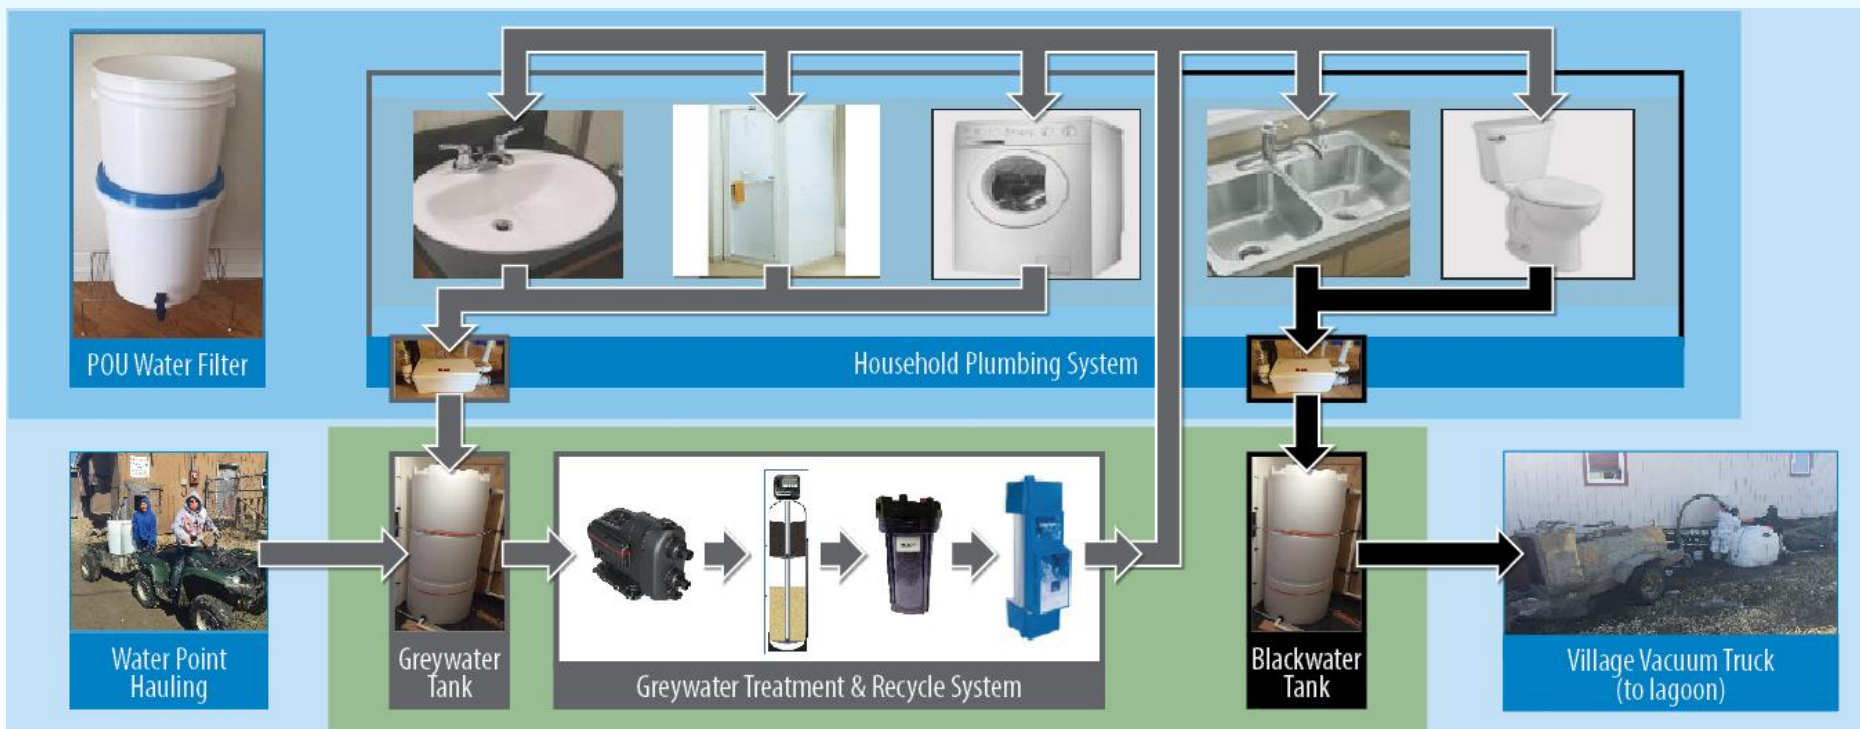 POU Water Filter
Household Plumbing System
Water Point
Hauling
Greywater
Tank
Greywater Treatment & Recycle System
Blackwater
Tank
Village Vacuum Truck
(to lagoon)